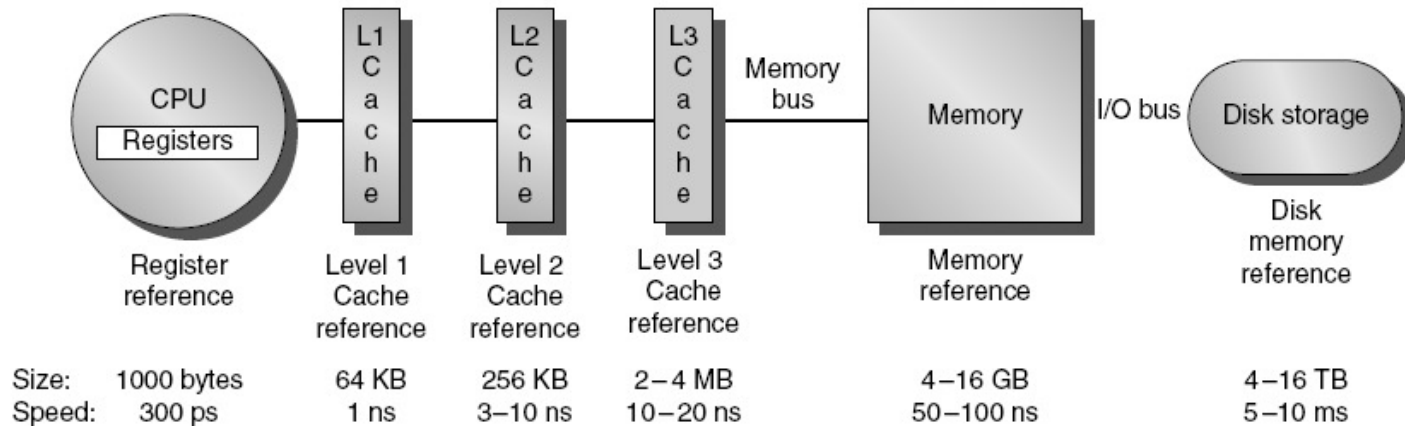 CPU
Registers
L1
C
a
c
h
e
L2
C
a
c
h
e
L3
C
a
c
h
e
Memory
bus
Memory
I/O bus
Disk storage
Register
reference
Level 1
Cache
reference
Level 2
Cache
reference
Level 3
Cache
reference
Memory
reference
Disk
memory
reference
Size: 1000 bytes 64 KB 256 KB 2–4 MB 4–16 GB 4–16 TB
Speed: 300 ps 1 ns 3–10 ns 10–20 ns 50–100 ns 5–10 ms